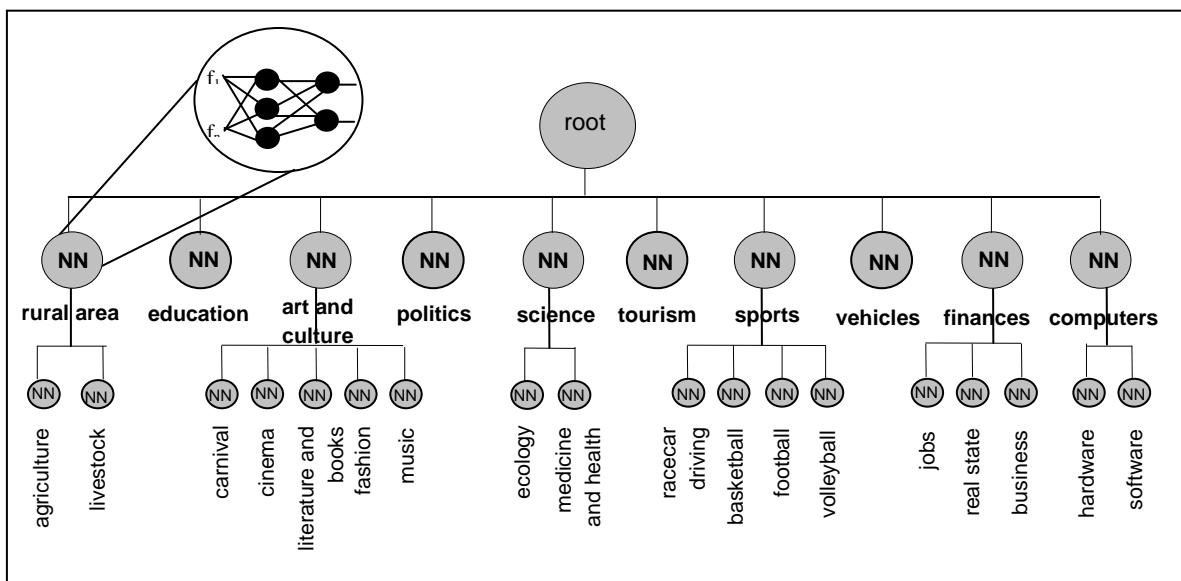 f1
f2
root
NN NN NN NN NN NN NN NN NN NN
rural area
education
art and
culture
politics
science
tourism
sports
vehicles
finances
computers
NN NN NN NN NN NN NN NN NN NN NN NN NN NN NN NN NN NN
agriculture
livestock
carnival
cinema
literature and
books
fashion
music
ecology
medicine
and health
racecar
driving
basketball
football
volleyball
jobs
real state
business
hardware
software